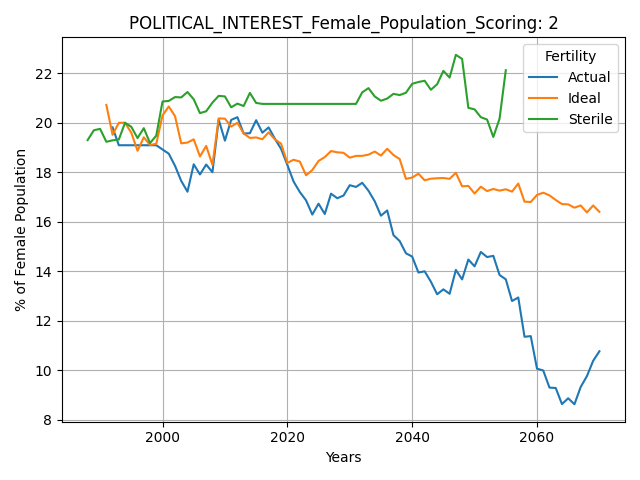 POLITICAL_INTEREST_Female_Population_Scoring: 2
Fertility
Actual
Ideal
Sterile
% of Female Population
22
20
18
16
14
12
10
8
2000
2020
2040
2060
Years